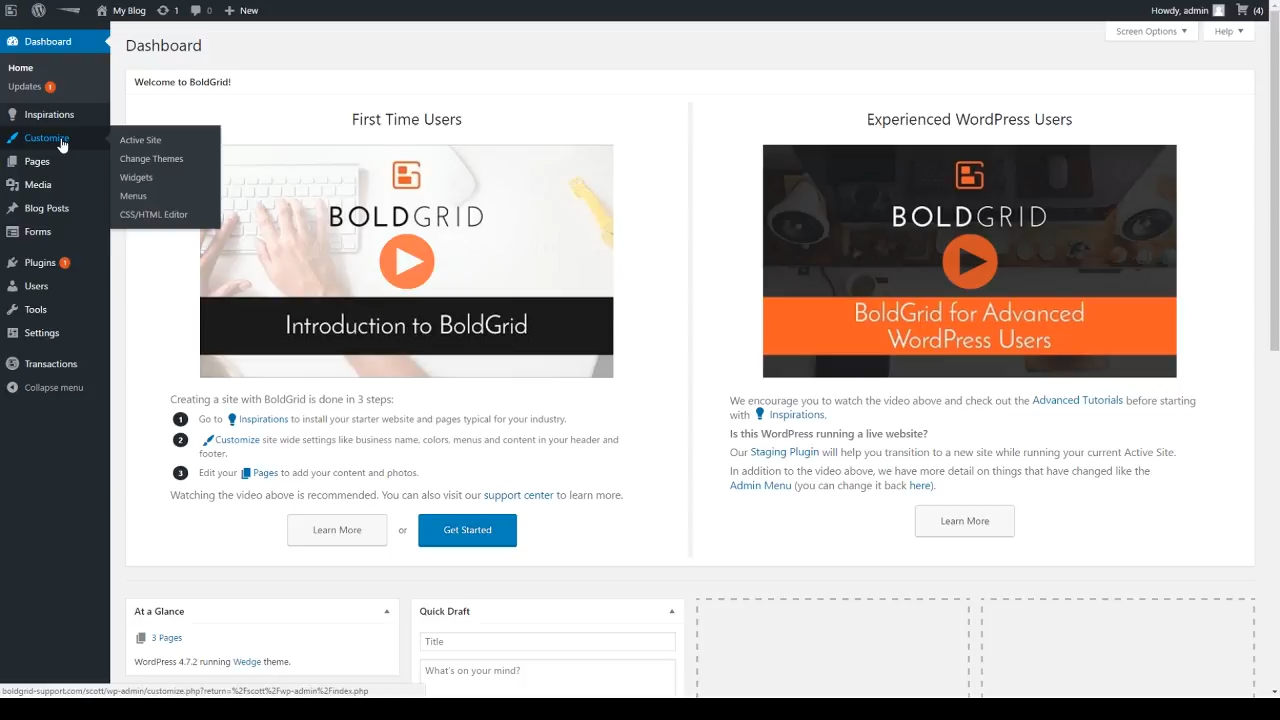 My Blog 1 0 New
Howdy, admin (4)
Dashboard
Home
Updates 1
Inspirations
Customize
Pages
Media
Blog Posts
Forms
Plugins 1
Users
Tools
Settings
Transactions
Collapse menu
Active Site
Change Themes
Widgets
Menus
CSS/HTML Editor
Dashboard
Screen Options ▼ Help ▼
Welcome to BoldGrid!
First Time Users
BOLDGRID
Introduction to BoldGrid
Creating a site with BoldGrid is done in 3 steps:
1 Go to Inspirations to install your starter website and pages typical for your industry.
2 Customize site wide settings like business name, colors, menus and content in your header and
footer.
3 Edit your Pages to add your content and photos.
Watching the video above is recommended. You can also visit our support center to learn more.
Learn More or Get Started
Experienced WordPress Users
BOLDGRID
BoldGrid for Advanced
WordPress Users
We encourage you to watch the video above and check out the Advanced Tutorials before starting
with Inspirations.
Is this WordPress running a live website?
Our Staging Plugin will help you transition to a new site while running your current Active Site.
In addition to the video above, we have more detail on things that have changed like the
Admin Menu (you can change it back here).
Learn More
At a Glance
3 Pages
WordPress 4.7.2 running Wedge theme.
Quick Draft
Title
What's on your mind?
boldgrid-support.com/scott/wp-admin/customize.php?return=%2Fscott%2Fwp-admin%2Findex.php